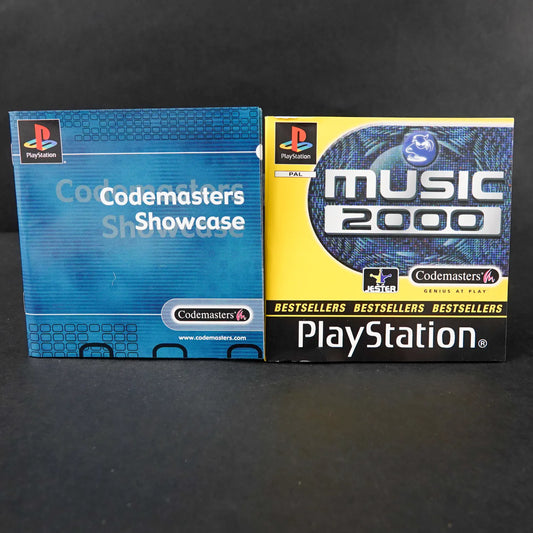 PlayStation
Codemasters
Showcase
Codemasters
Showcase
Codemasters
www.codemasters.com
PlayStation
PAL
MUSIC
2000
JESTER
Codemasters
GENIUS AT PLAY
BESTSELLERS BESTSELLERS BESTSELLERS
PlayStation®